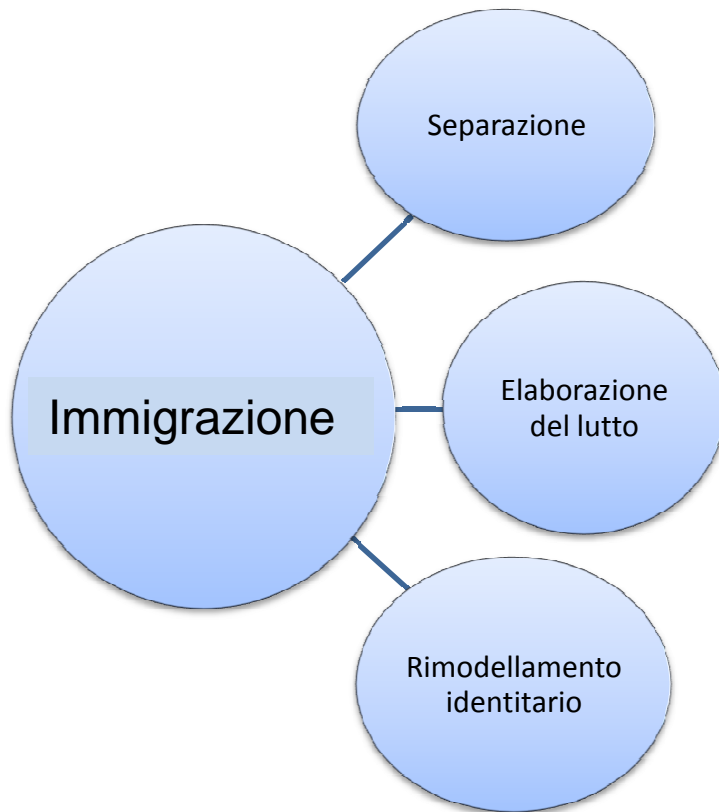 Separazione
Immigrazione
Elaborazione
del lutto
Rimodellamento
identitario